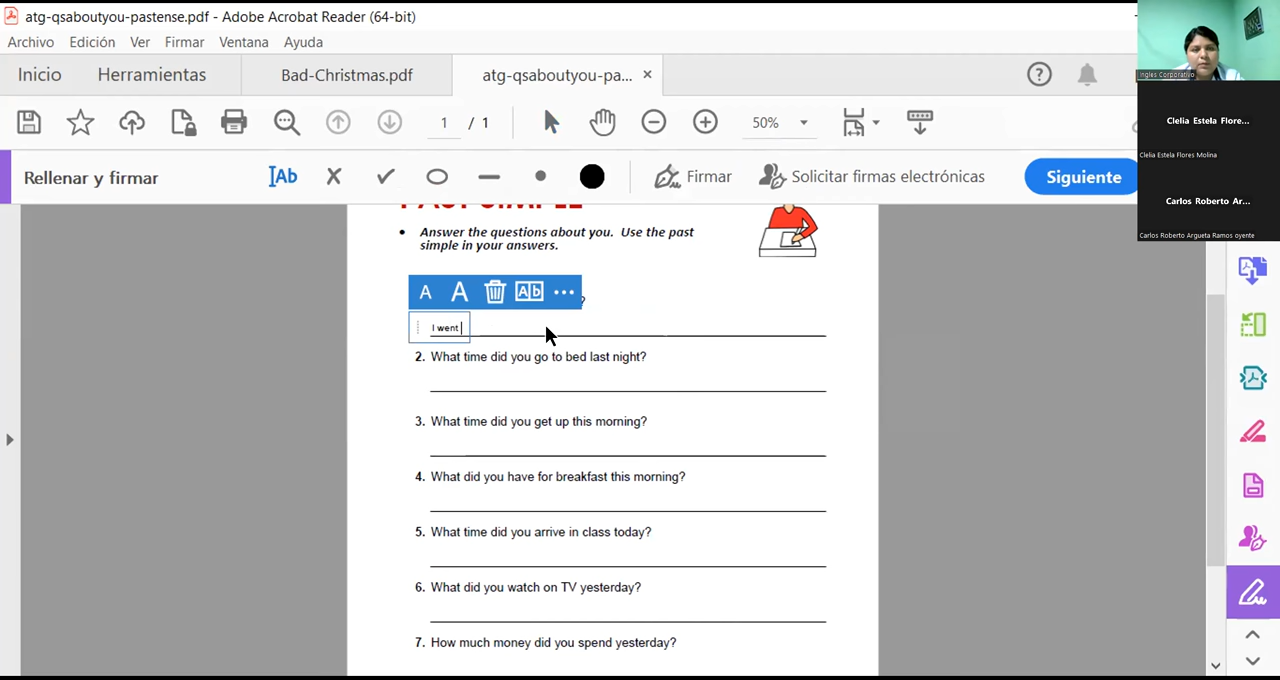 atg-qsaboutyou-pastense.pdf - Adobe Acrobat Reader (64-bit)
Archivo Edición Ver Firmar Ventana Ayuda
Inicio Herramientas Bad-Christmas.pdf atg-qsaboutyou-pa... ×
1 / 1 50%
Rellenar y firmar Ab Firmar Solicitar firmas electrónicas Siguiente
Ingles Corporativo
Clelia Estela Flore...
Clelia Estela Flores Molina
Carlos Roberto Ar...
Carlos Roberto Argueta Ramos oyente
PAST SIMPLE
• Answer the questions about you. Use the past
simple in your answers.
A A Ab ...
?
I went
2. What time did you go to bed last night?
3. What time did you get up this morning?
4. What did you have for breakfast this morning?
5. What time did you arrive in class today?
6. What did you watch on TV yesterday?
7. How much money did you spend yesterday?